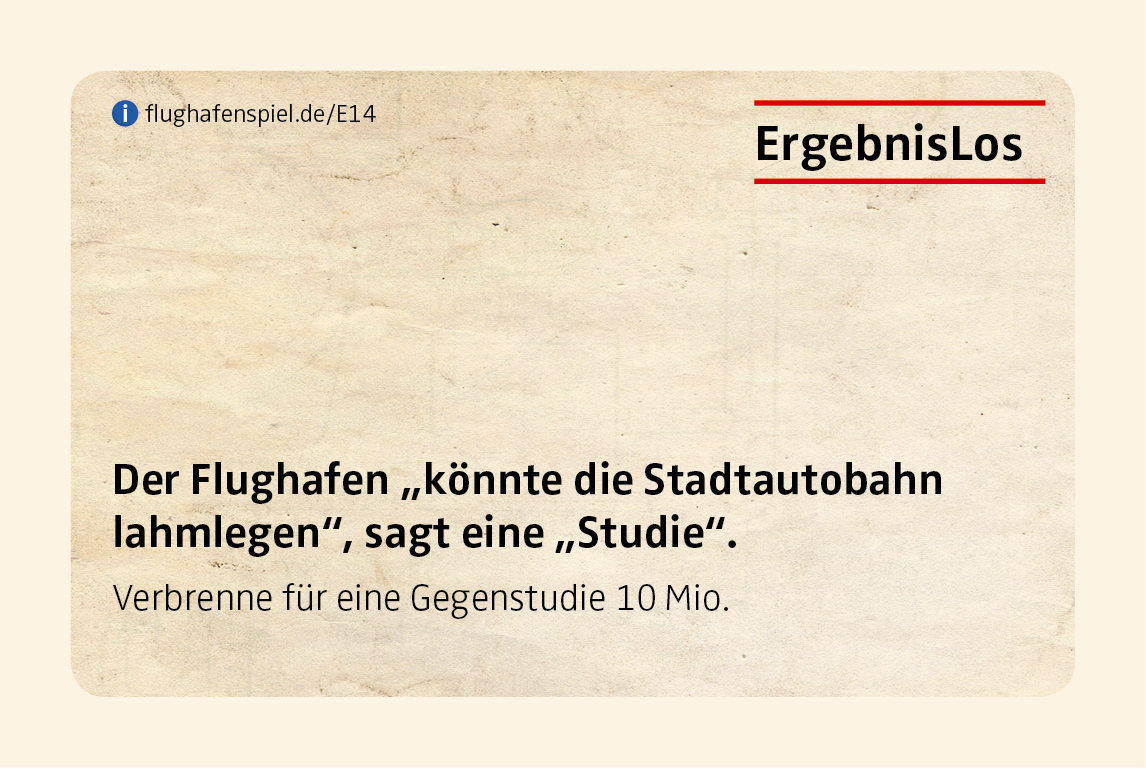 i flughafenspiel.de/E14
ErgebnisLos
Der Flughafen „könnte die Stadtautobahn
lahmlegen“, sagt eine „Studie“.
Verbrenne für eine Gegenstudie 10 Mio.